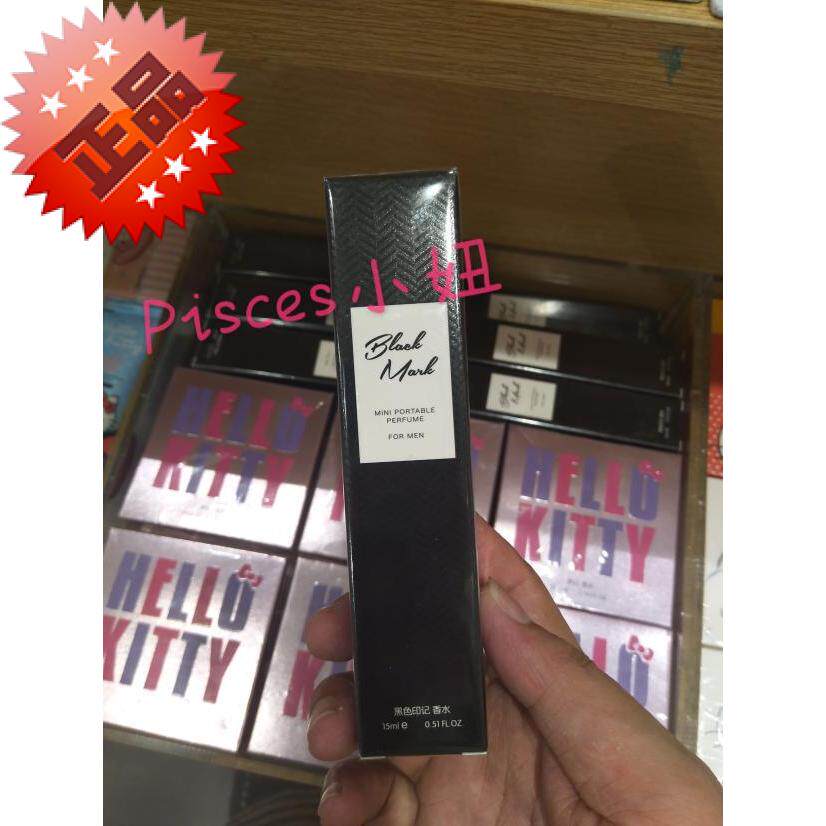 正品
Pisces小妞
Black
Mark
MINI PORTABLE
PERFUME
FOR MEN
黑色印记 香水
15ml e 0.51 FL OZ
HELLO
KITTY
HELLO
KITTY
HELLO
KITTY